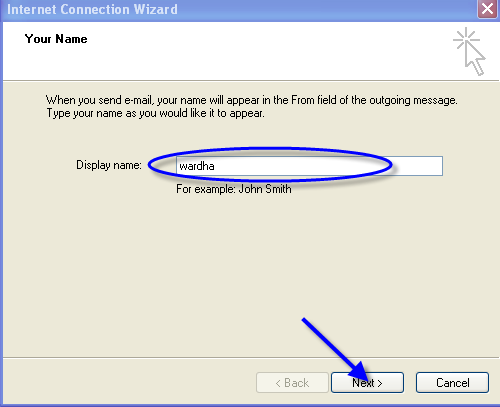 Internet Connection Wizard
Your Name
When you send e-mail, your name will appear in the From field of the outgoing message.
Type your name as you would like it to appear.
Display name: wardha
For example: John Smith
< Back Next > Cancel